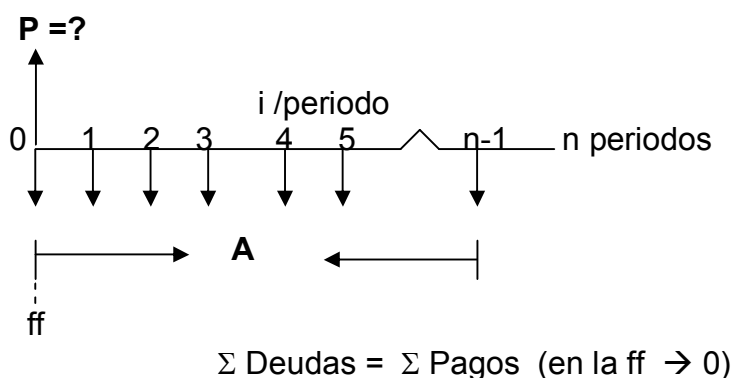 P =?
i /periodo
0 1 2 3 4 5 n-1 n periodos
A
ff
Σ Deudas = Σ Pagos (en la ff → 0)